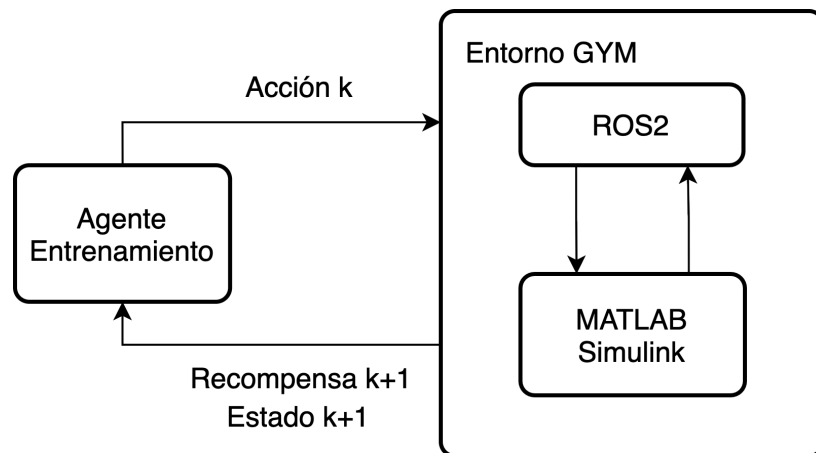 Entorno GYM
Acción k
ROS2
Agente
Entrenamiento
MATLAB
Simulink
Recompensa k+1
Estado k+1